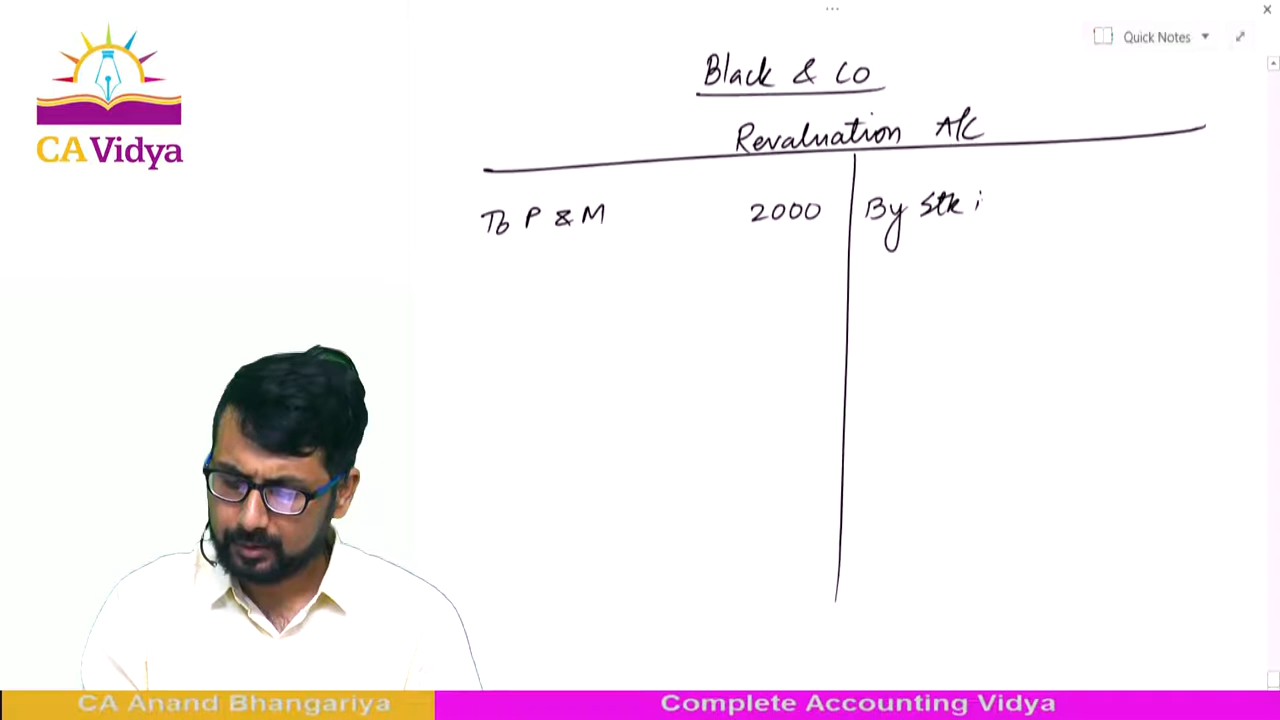 CA Vidya
Quick Notes
Black & CO
Revaluation A/C
To P & M 2000 By Stk i
CA Anand Bhangariya
Complete Accounting Vidya